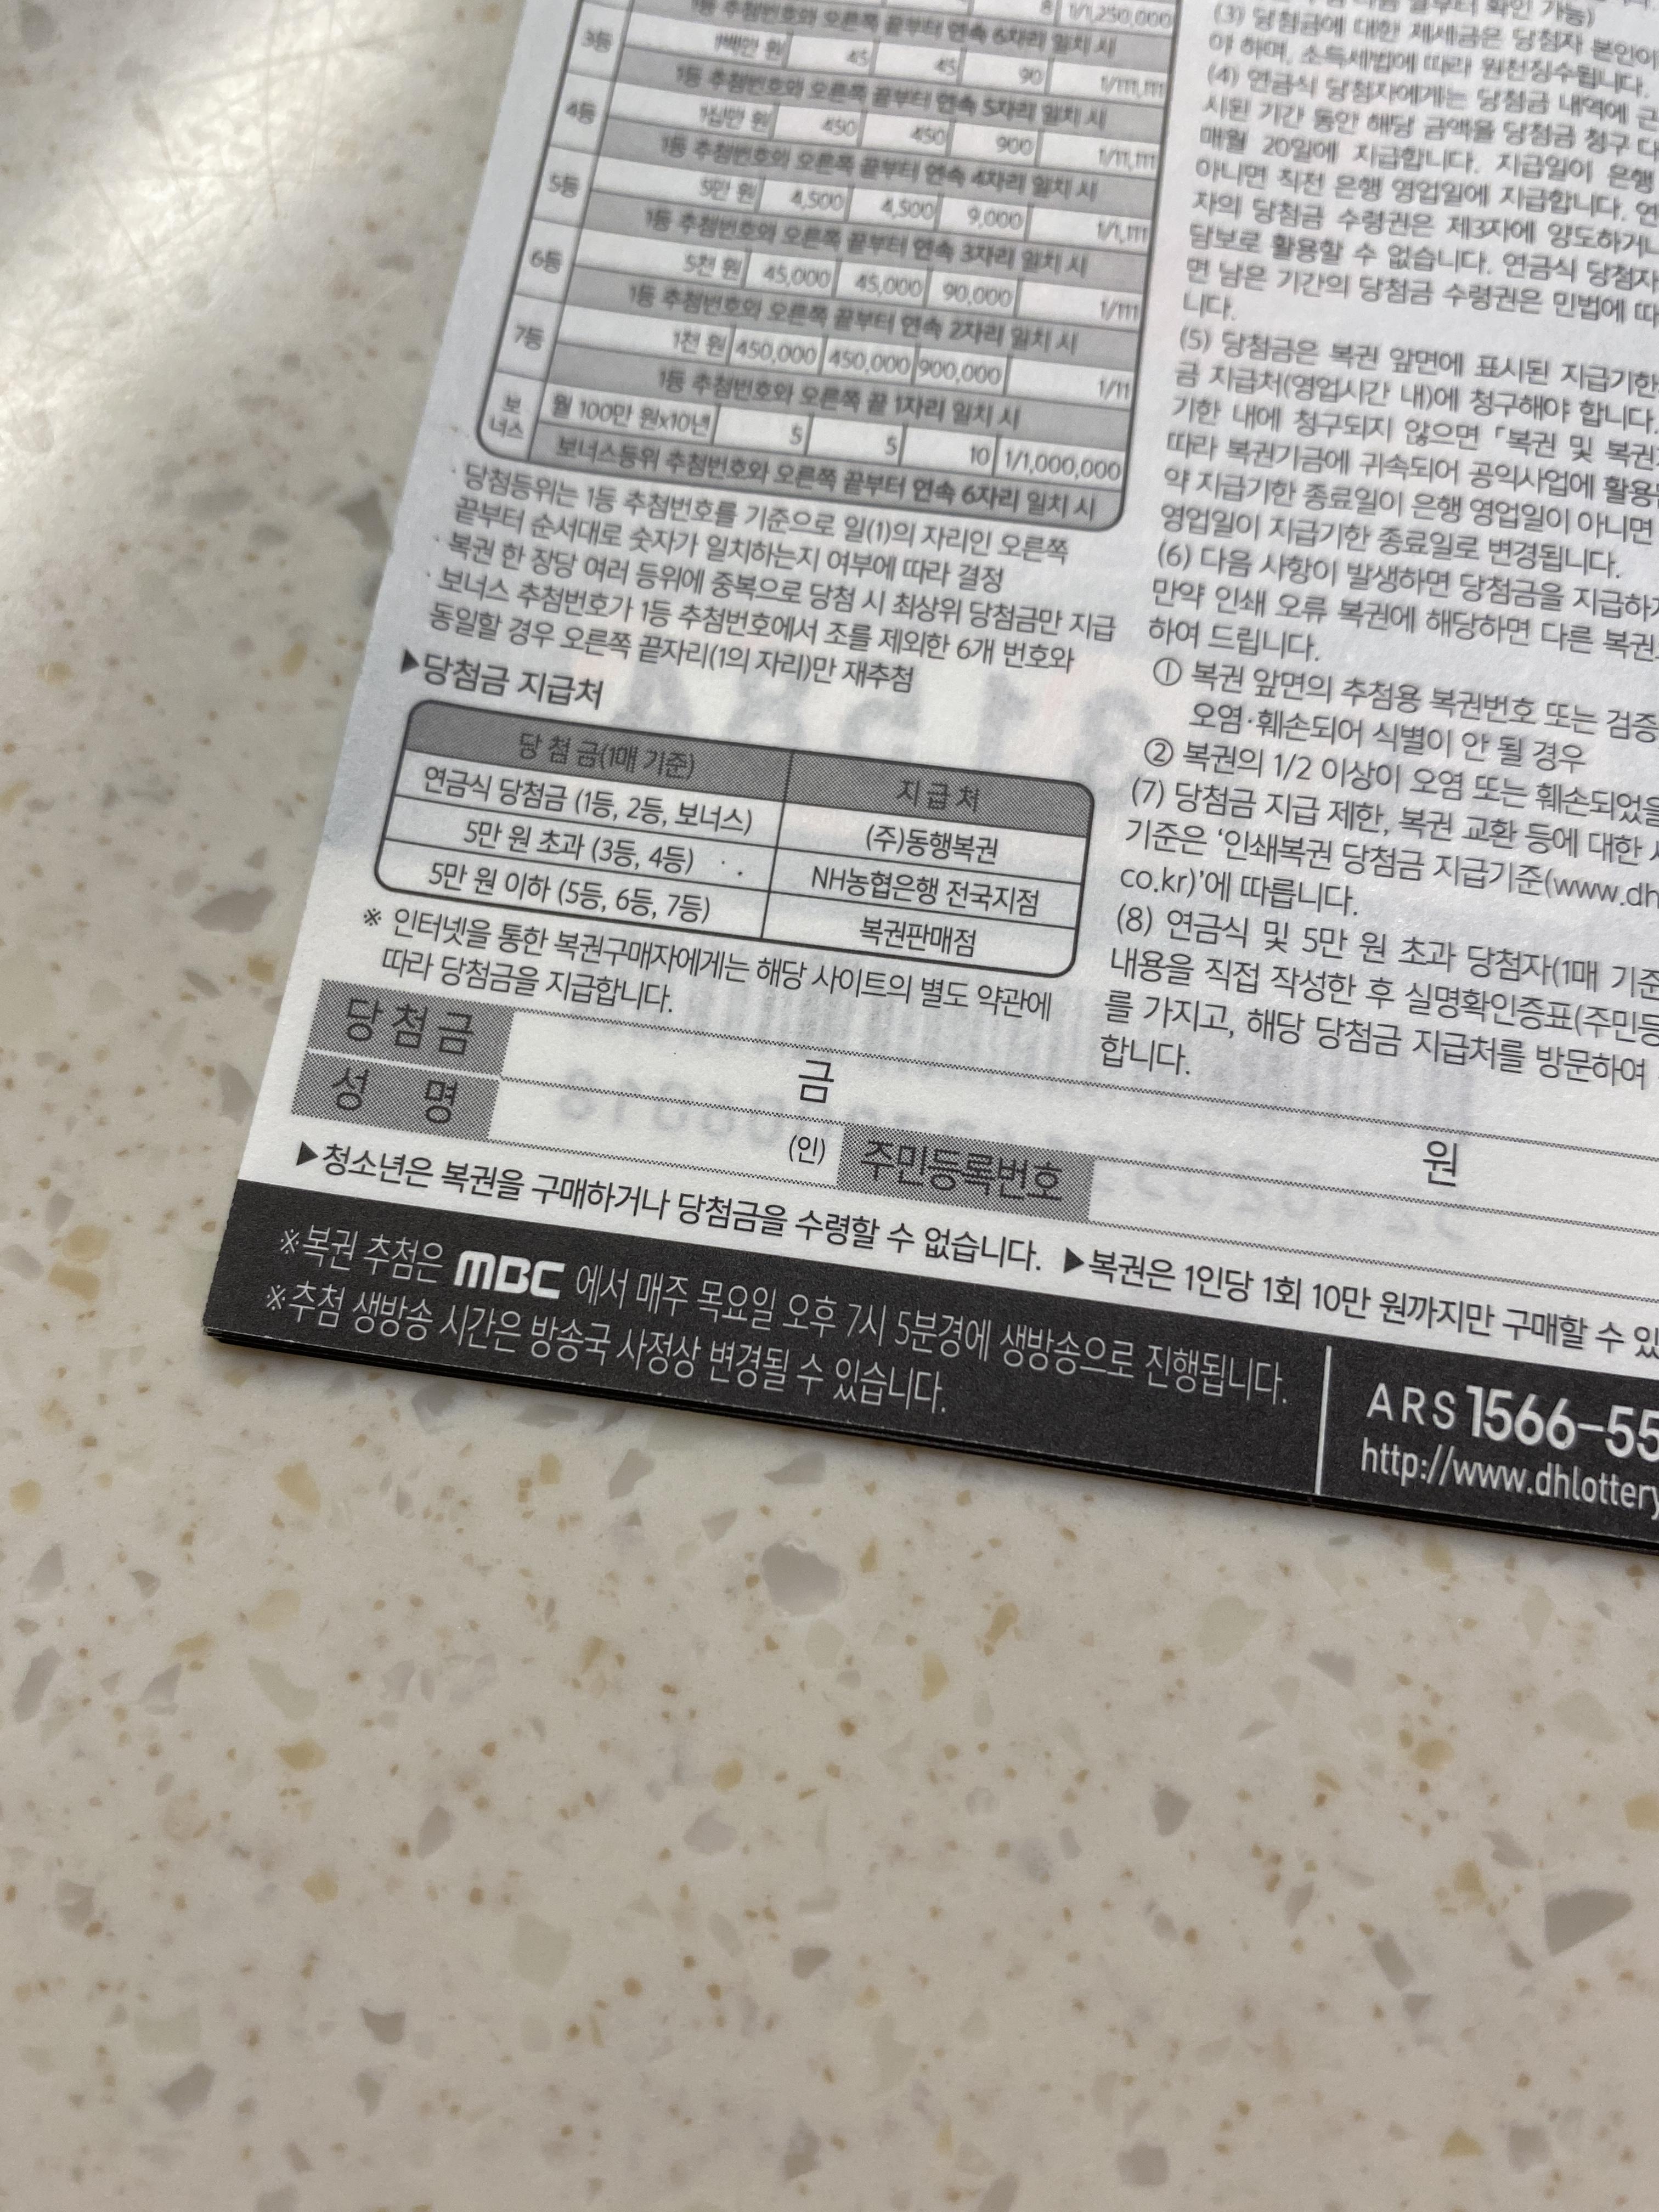 8 1/1,250,000
1등 추첨번호와 오른쪽 끝부터 연속 6자리 일치 시
3등 1백만 원 45 45 90 1/111,111
1등 추첨번호와 오른쪽 끝부터 연속 5자리 일치 시
4등 1십만 원 450 450 900 1/11,111
1등 추첨번호와 오른쪽 끝부터 연속 4자리 일치 시
5등 5만 원 4,500 4,500 9,000 1/1,111
1등 추첨번호와 오른쪽 끝부터 연속 3자리 일치 시
6등 5천 원 45,000 45,000 90,000 1/111
1등 추첨번호와 오른쪽 끝부터 연속 2자리 일치 시
7등 1천 원 450,000 450,000 900,000 1/11
1등 추첨번호와 오른쪽 끝 1자리 일치 시
보너스 月 100만 원x10년 5 5 10 1/1,000,000
보너스등위 추첨번호와 오른쪽 끝부터 연속 6자리 일치 시
· 당첨등위는 1등 추첨번호를 기준으로 일(1)의 자리인 오른쪽
끝부터 순서대로 숫자가 일치하는지 여부에 따라 결정
· 복권 한 장당 여러 등위에 중복으로 당첨 시 최상위 당첨금만 지급
· 보너스 추첨번호가 1등 추첨번호에서 조를 제외한 6개 번호와
동일할 경우 오른쪽 끝자리(1의 자리)만 재추첨
▶당첨금 지급처
당 첨 금(1매 기준) 지 급 처
연금식 당첨금 (1등, 2등, 보너스) (주)동행복권
5만 원 초과 (3등, 4등) NH농협은행 전국지점
5만 원 이하 (5등, 6등, 7등) 복권판매점
※ 인터넷을 통한 복권구매자에게는 해당 사이트의 별도 약관에
따라 당첨금을 지급합니다.
부터 확인 가능)
(3) 당첨금에 대한 제세금은 당첨자 본인이
야 하며, 소득세법에 따라 원천징수됩니다.
(4) 연금식 당첨자에게는 당첨금 내역에 근
시된 기간 동안 해당 금액을 당첨금 청구 다
매월 20일에 지급합니다. 지급일이 은행
아니면 직전 은행 영업일에 지급합니다. 연
자의 당첨금 수령권은 제3자에 양도하거나
담보로 활용할 수 없습니다. 연금식 당첨자
면 남은 기간의 당첨금 수령권은 민법에 따
니다.
(5) 당첨금은 복권 앞면에 표시된 지급기한
금 지급처(영업시간 내)에 청구해야 합니다.
기한 내에 청구되지 않으면 「복권 및 복권
따라 복권기금에 귀속되어 공익사업에 활용
약 지급기한 종료일이 은행 영업일이 아니면
영업일이 지급기한 종료일로 변경됩니다.
(6) 다음 사항이 발생하면 당첨금을 지급하지
만약 인쇄 오류 복권에 해당하면 다른 복권
하여 드립니다.
① 복권 앞면의 추첨용 복권번호 또는 검증
오염·훼손되어 식별이 안 될 경우
② 복권의 1/2 이상이 오염 또는 훼손되었을
(7) 당첨금 지급 제한, 복권 교환 등에 대한 
기준은 ‘인쇄복권 당첨금 지급기준(www.dh
co.kr)’에 따릅니다.
(8) 연금식 및 5만 원 초과 당첨자(1매 기준
내용을 직접 작성한 후 실명확인증표(주민등
를 가지고, 해당 당첨금 지급처를 방문하여
합니다.
당 첨 금 금 원
성 명 (인) 주민등록번호
▶청소년은 복권을 구매하거나 당첨금을 수령할 수 없습니다. ▶복권은 1인당 1회 10만 원까지만 구매할 수 있
※복권 추첨은 MBC 에서 매주 목요일 오후 7시 5분경에 생방송으로 진행됩니다.
※추첨 생방송 시간은 방송국 사정상 변경될 수 있습니다.
ARS 1566-55
http://www.dhlottery